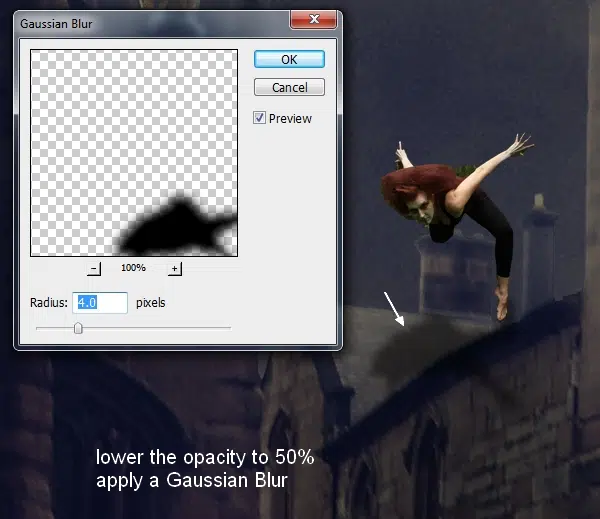 Gaussian Blur
OK
Cancel
Preview
100%
Radius: 4.0 pixels
lower the opacity to 50%
apply a Gaussian Blur